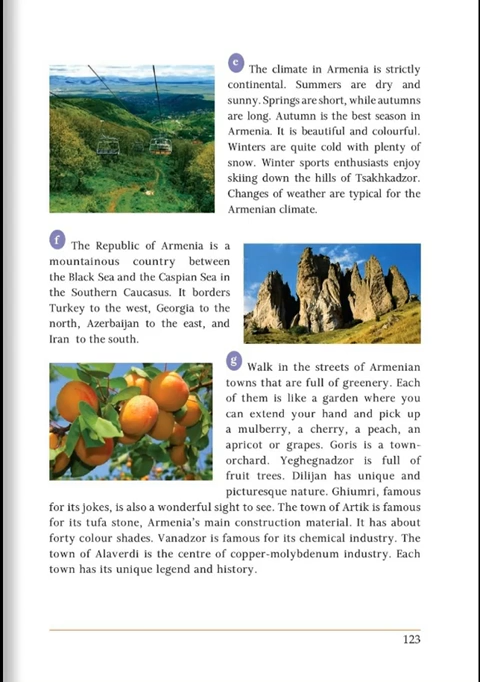 e The climate in Armenia is strictly
continental. Summers are dry and
sunny. Springs are short, while autumns
are long. Autumn is the best season in
Armenia. It is beautiful and colourful.
Winters are quite cold with plenty of
snow. Winter sports enthusiasts enjoy
skiing down the hills of Tsakhkadzor.
Changes of weather are typical for the
Armenian climate.
f The Republic of Armenia is a
mountainous country between
the Black Sea and the Caspian Sea in
the Southern Caucasus. It borders
Turkey to the west, Georgia to the
north, Azerbaijan to the east, and
Iran to the south.
g Walk in the streets of Armenian
towns that are full of greenery. Each
of them is like a garden where you
can extend your hand and pick up
a mulberry, a cherry, a peach, an
apricot or grapes. Goris is a town-
orchard. Yeghegnadzor is full of
fruit trees. Dilijan has unique and
picturesque nature. Ghiumri, famous
for its jokes, is also a wonderful sight to see. The town of Artik is famous
for its tufa stone, Armenia's main construction material. It has about
forty colour shades. Vanadzor is famous for its chemical industry. The
town of Alaverdi is the centre of copper-molybdenum industry. Each
town has its unique legend and history.
123